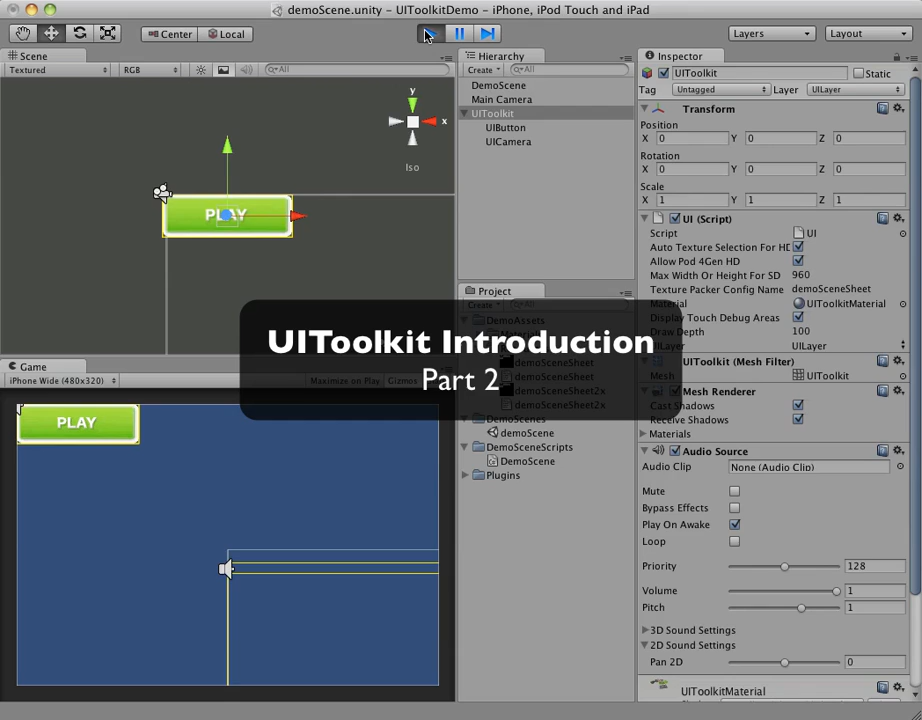 demoScene.unity - UIToolkitDemo - iPhone, iPod Touch and iPad
Center
Local
Layers
Layout
Scene
Textured
RGB
All
y
x
Iso
PLAY
Game
iPhone Wide (480x320)
Maximize on Play
Gizmos
PLAY
Hierarchy
Create
All
DemoScene
Main Camera
UIToolkit
UIButton
UICamera
Project
Create
All
DemoAssets
demoSceneSheet
demoSceneSheet
demoSceneSheet2x
demoSceneSheet2x
DemoScenes
demoScene
DemoSceneScripts
DemoScene
Plugins
UIToolkit Introduction
Part 2
Inspector
UIToolkit
Static
Tag
Untagged
Layer
UILayer
Transform
Position
X 0 Y 0 Z 0
Rotation
X 0 Y 0 Z 0
Scale
X 1 Y 1 Z 1
UI (Script)
Script UI
Auto Texture Selection For HD
Allow Pod 4Gen HD
Max Width Or Height For SD 960
Texture Packer Config Name demoSceneSheet
Material UIToolkitMaterial
Display Touch Debug Areas
Draw Depth 100
UILayer UILayer
UIToolkit (Mesh Filter)
Mesh UIToolkit
Mesh Renderer
Cast Shadows
Receive Shadows
Materials
Audio Source
Audio Clip None (Audio Clip)
Mute
Bypass Effects
Play On Awake
Loop
Priority 128
Volume 1
Pitch 1
3D Sound Settings
2D Sound Settings
Pan 2D 0
UIToolkitMaterial